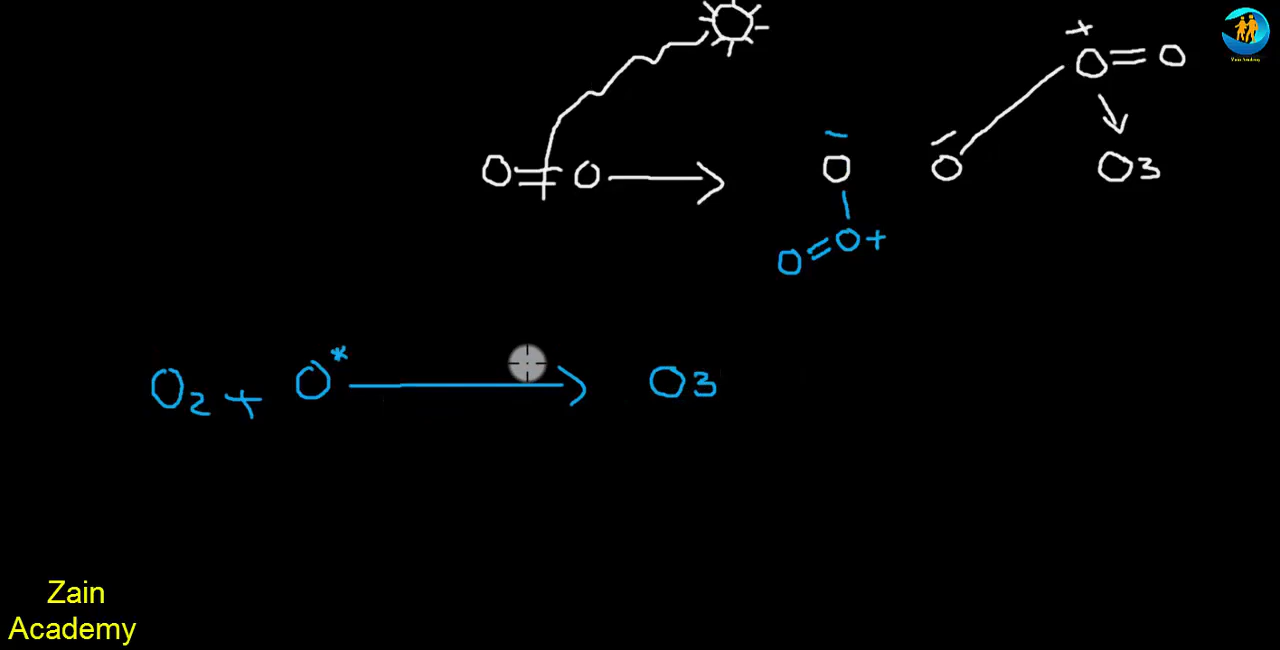 +
O=O
O=O → O⁻ O⁻ O3
O=O+
O2 + O* → O3
Zain
Academy